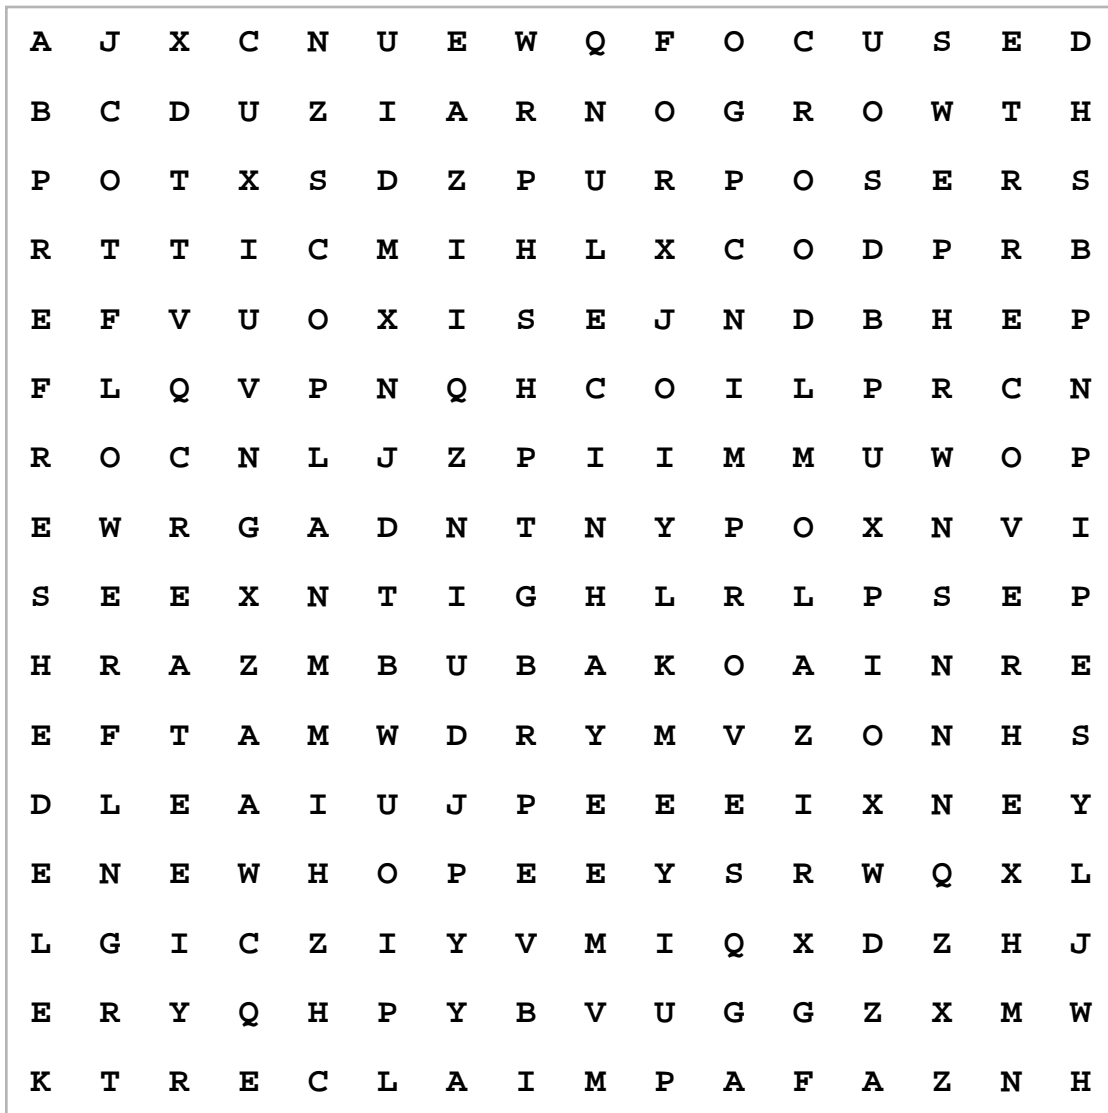 A J X C N U E W Q F O C U S E D
B C D U Z I A R N O G R O W T H
P O T X S D Z P U R P O S E R S
R T T I C M I H L X C O D P R B
E F V U O X I S E J N D B H E P
F L Q V P N Q H C O I L P R C N
R O C N L J Z P I I M M U W O P
E W R G A D N T N Y P O X N V I
S E E X N T I G H L R L P S E P
H R A Z M B U B A K O A I N R E
E F T A M W D R Y M V Z O N H S
D L E A I U J P E E E I X N E Y
E N E W H O P E E Y S R W Q X L
L G I C Z I Y V M I Q X D Z H J
E R Y Q H P Y B V U G G Z X M W
K T R E C L A I M P A F A Z N H